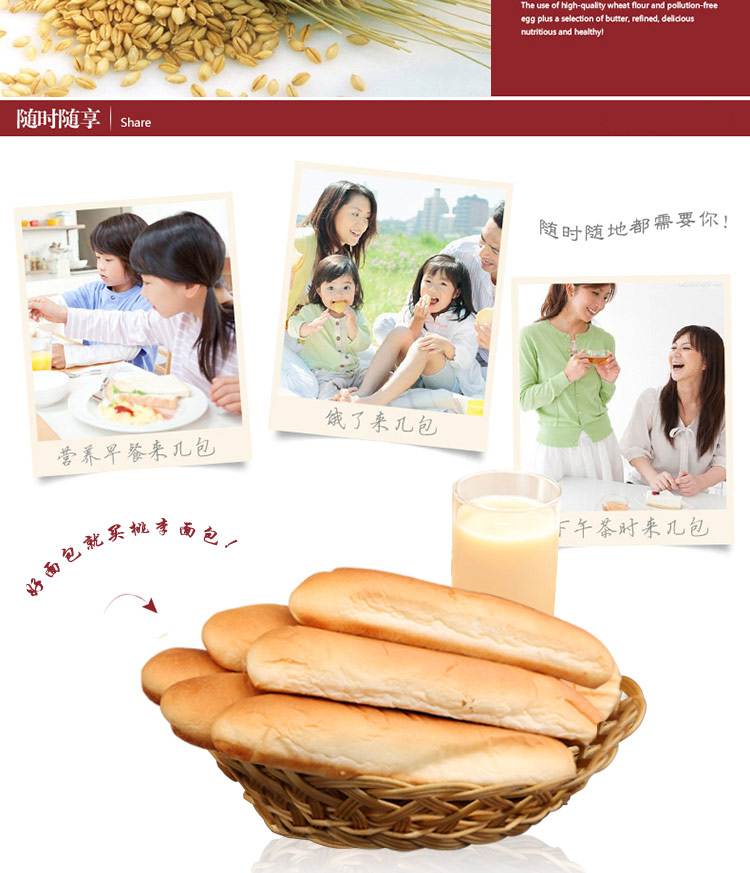 The use of high-quality wheat flour and pollution-free
egg plus a selection of butter, refined, delicious
nutritious and healthy!
随时随享
Share
随时随地都需要你!
饿了来几包
营养早餐来几包
下午茶时来几包
好面包就买桃李面包!